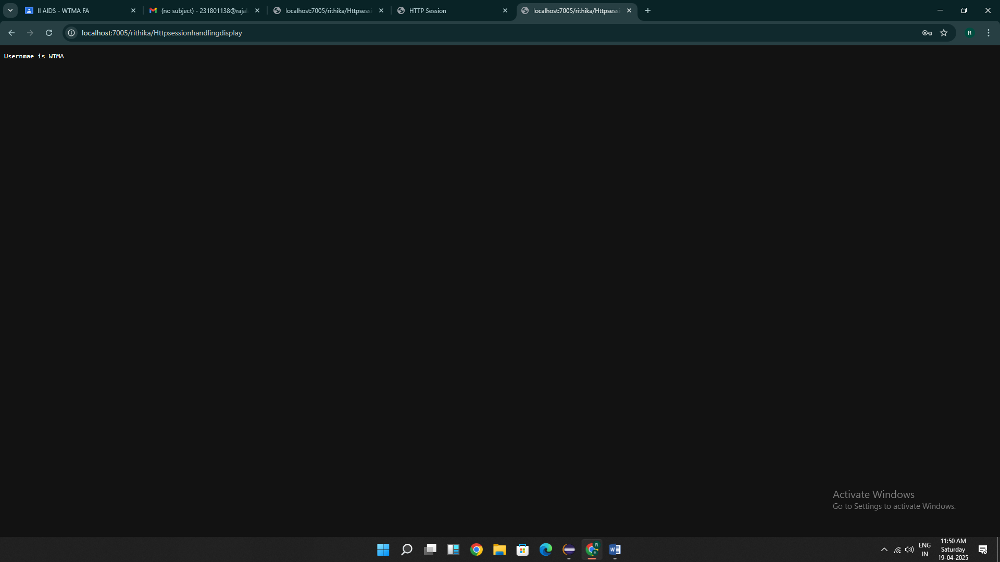 II AIDS - WTMA FA
(no subject) - 231801138@raja
localhost:7005/rithika/Httpsessi
HTTP Session
localhost:7005/rithika/Httpsessi
localhost:7005/rithika/Httpsessionhandlingdisplay
R
Usernmae is WTMA
Activate Windows
Go to Settings to activate Windows.
R
ENG
IN
11:50 AM
Saturday
19-04-2025